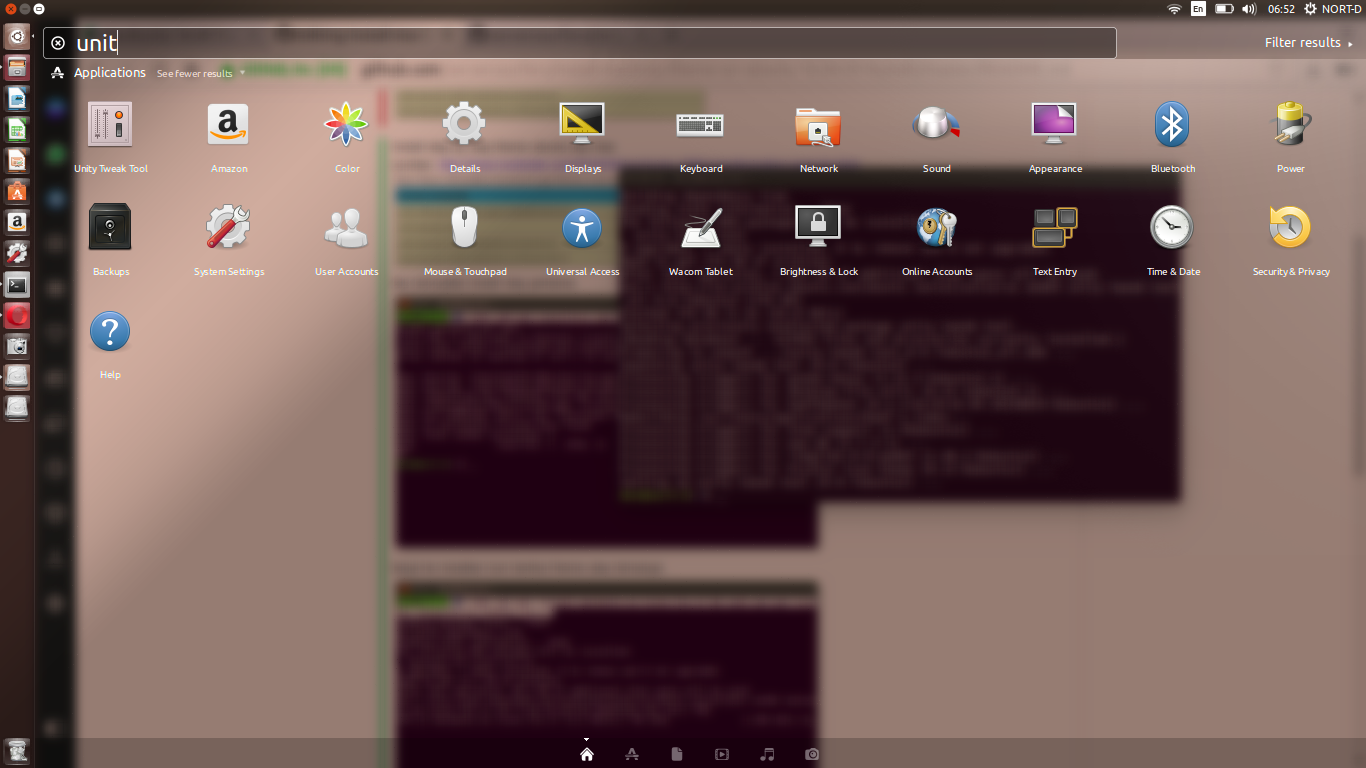 En 06:52 NORT-D
unit
Filter results
Applications See fewer results
Unity Tweak Tool Amazon Color Details Displays Keyboard Network Sound Appearance Bluetooth Power
Backups System Settings User Accounts Mouse & Touchpad Universal Access Wacom Tablet Brightness & Lock Online Accounts Text Entry Time & Date Security & Privacy
Help